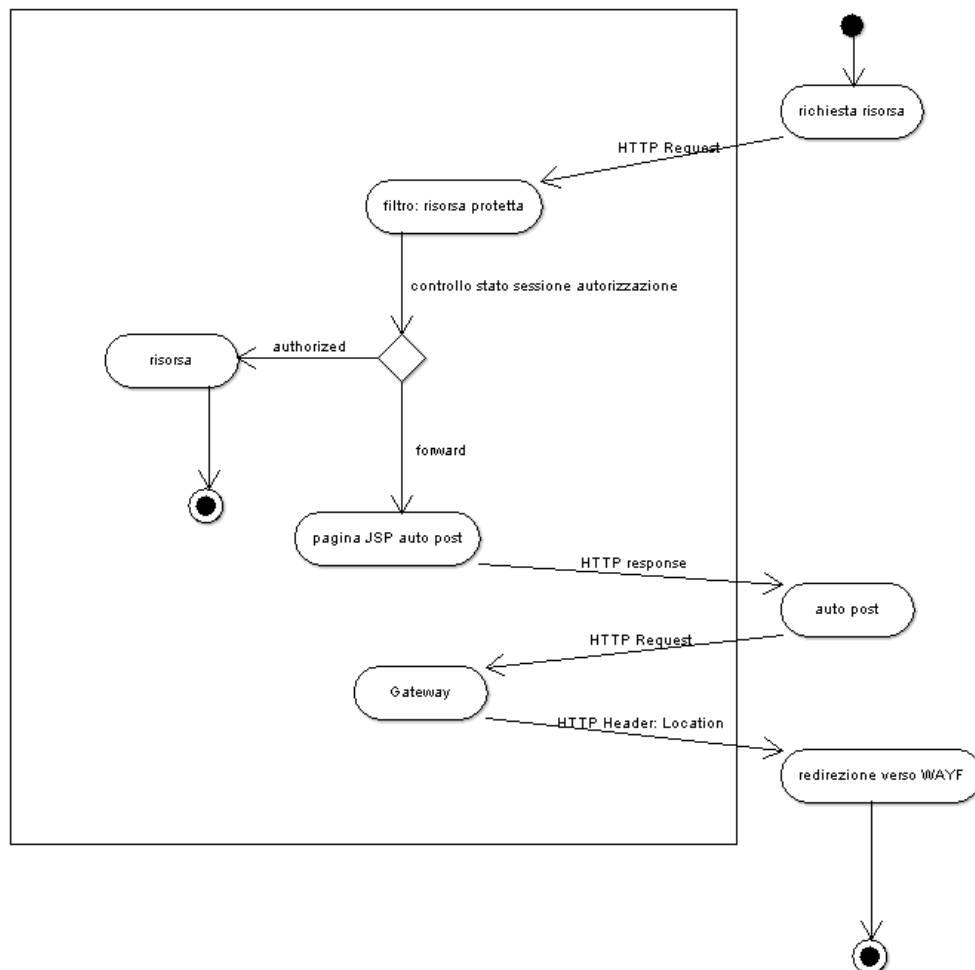 richiesta risorsa
HTTP Request
filtro: risorsa protetta
controllo stato sessione autorizzazione
authorized
risorsa
forward
pagina JSP auto post
HTTP response
auto post
HTTP Request
Gateway
HTTP Header: Location
redirezione verso WAYF